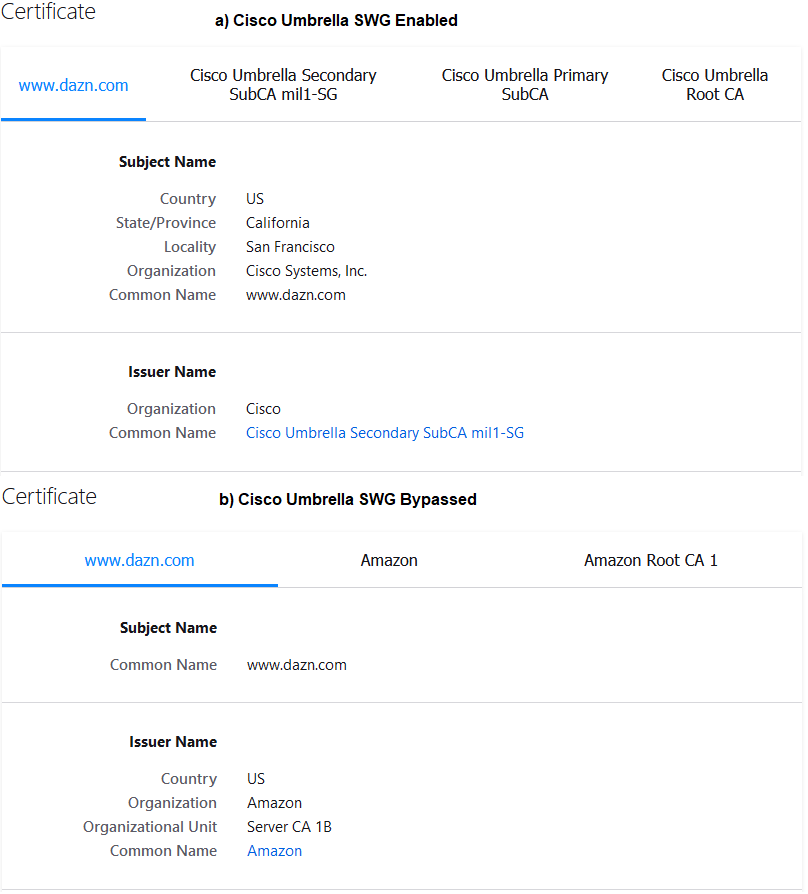 Certificate
a) Cisco Umbrella SWG Enabled
www.dazn.com
Cisco Umbrella Secondary
SubCA mil1-SG
Cisco Umbrella Primary
SubCA
Cisco Umbrella
Root CA
Subject Name
Country US
State/Province California
Locality San Francisco
Organization Cisco Systems, Inc.
Common Name www.dazn.com
Issuer Name
Organization Cisco
Common Name Cisco Umbrella Secondary SubCA mil1-SG
Certificate
b) Cisco Umbrella SWG Bypassed
www.dazn.com
Amazon
Amazon Root CA 1
Subject Name
Common Name www.dazn.com
Issuer Name
Country US
Organization Amazon
Organizational Unit Server CA 1B
Common Name Amazon